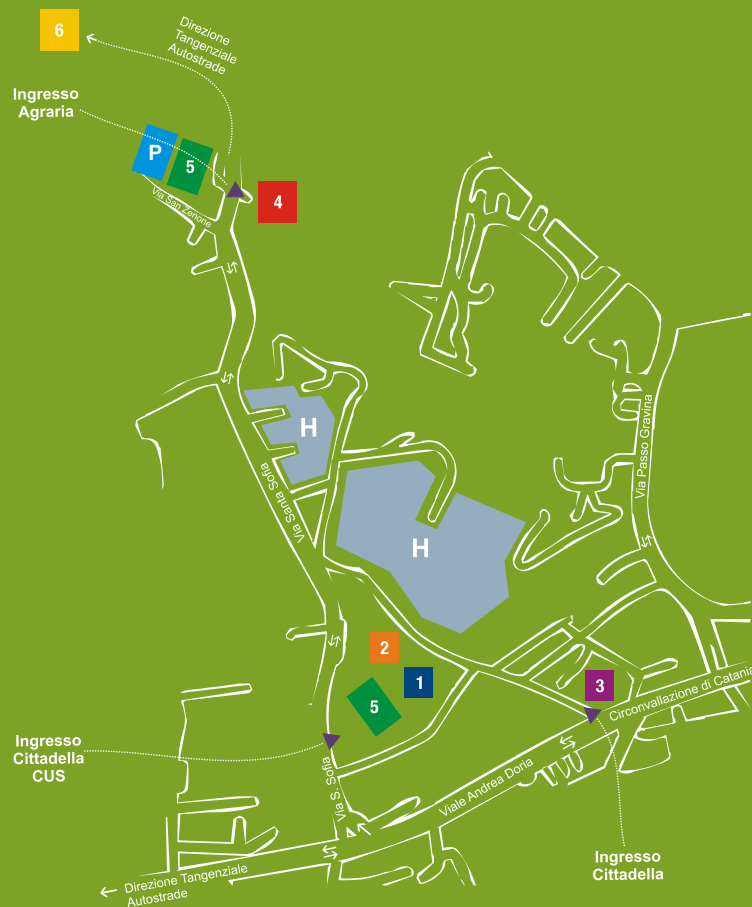 6
Direzione
Tangenziale
Autostrade
Ingresso
Agraria
P
5
4
Via San Zenone
H
Via Passo Gravina
Via Santa Sofia
H
2
1
3
5
Circonvallazione di Catania
Ingresso
Cittadella
CUS
Via S. Sofia
Viale Andrea Doria
Ingresso
Cittadella
Direzione Tangenziale
Autostrade